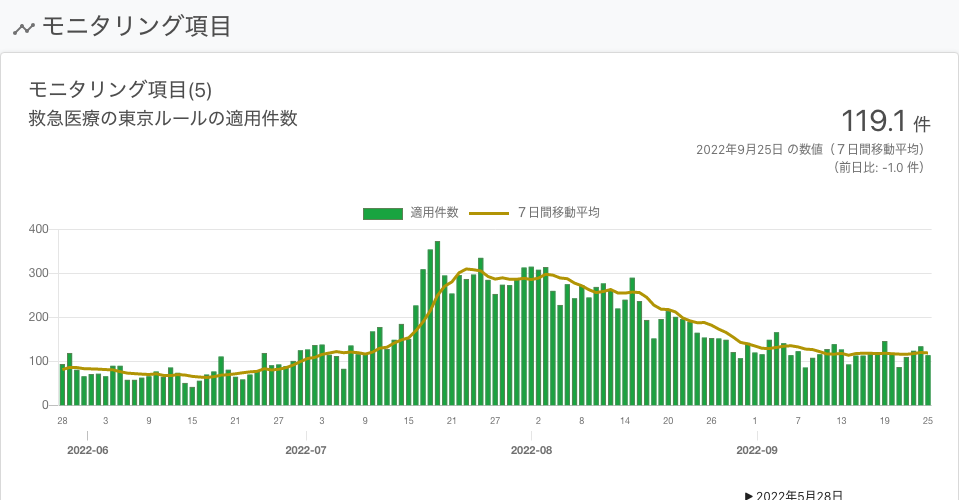 モニタリング項目
モニタリング項目(5)
救急医療の東京ルールの適用件数
119.1 件
2022年9月25日 の数値（７日間移動平均）
（前日比: -1.0 件）
適用件数 ７日間移動平均
400
300
200
100
0
28 3 9 15 21 27 3 9 15 21 27 2 8 14 20 26 1 7 13 19 25
2022-06 2022-07 2022-08 2022-09
▶ 2022年5月28日